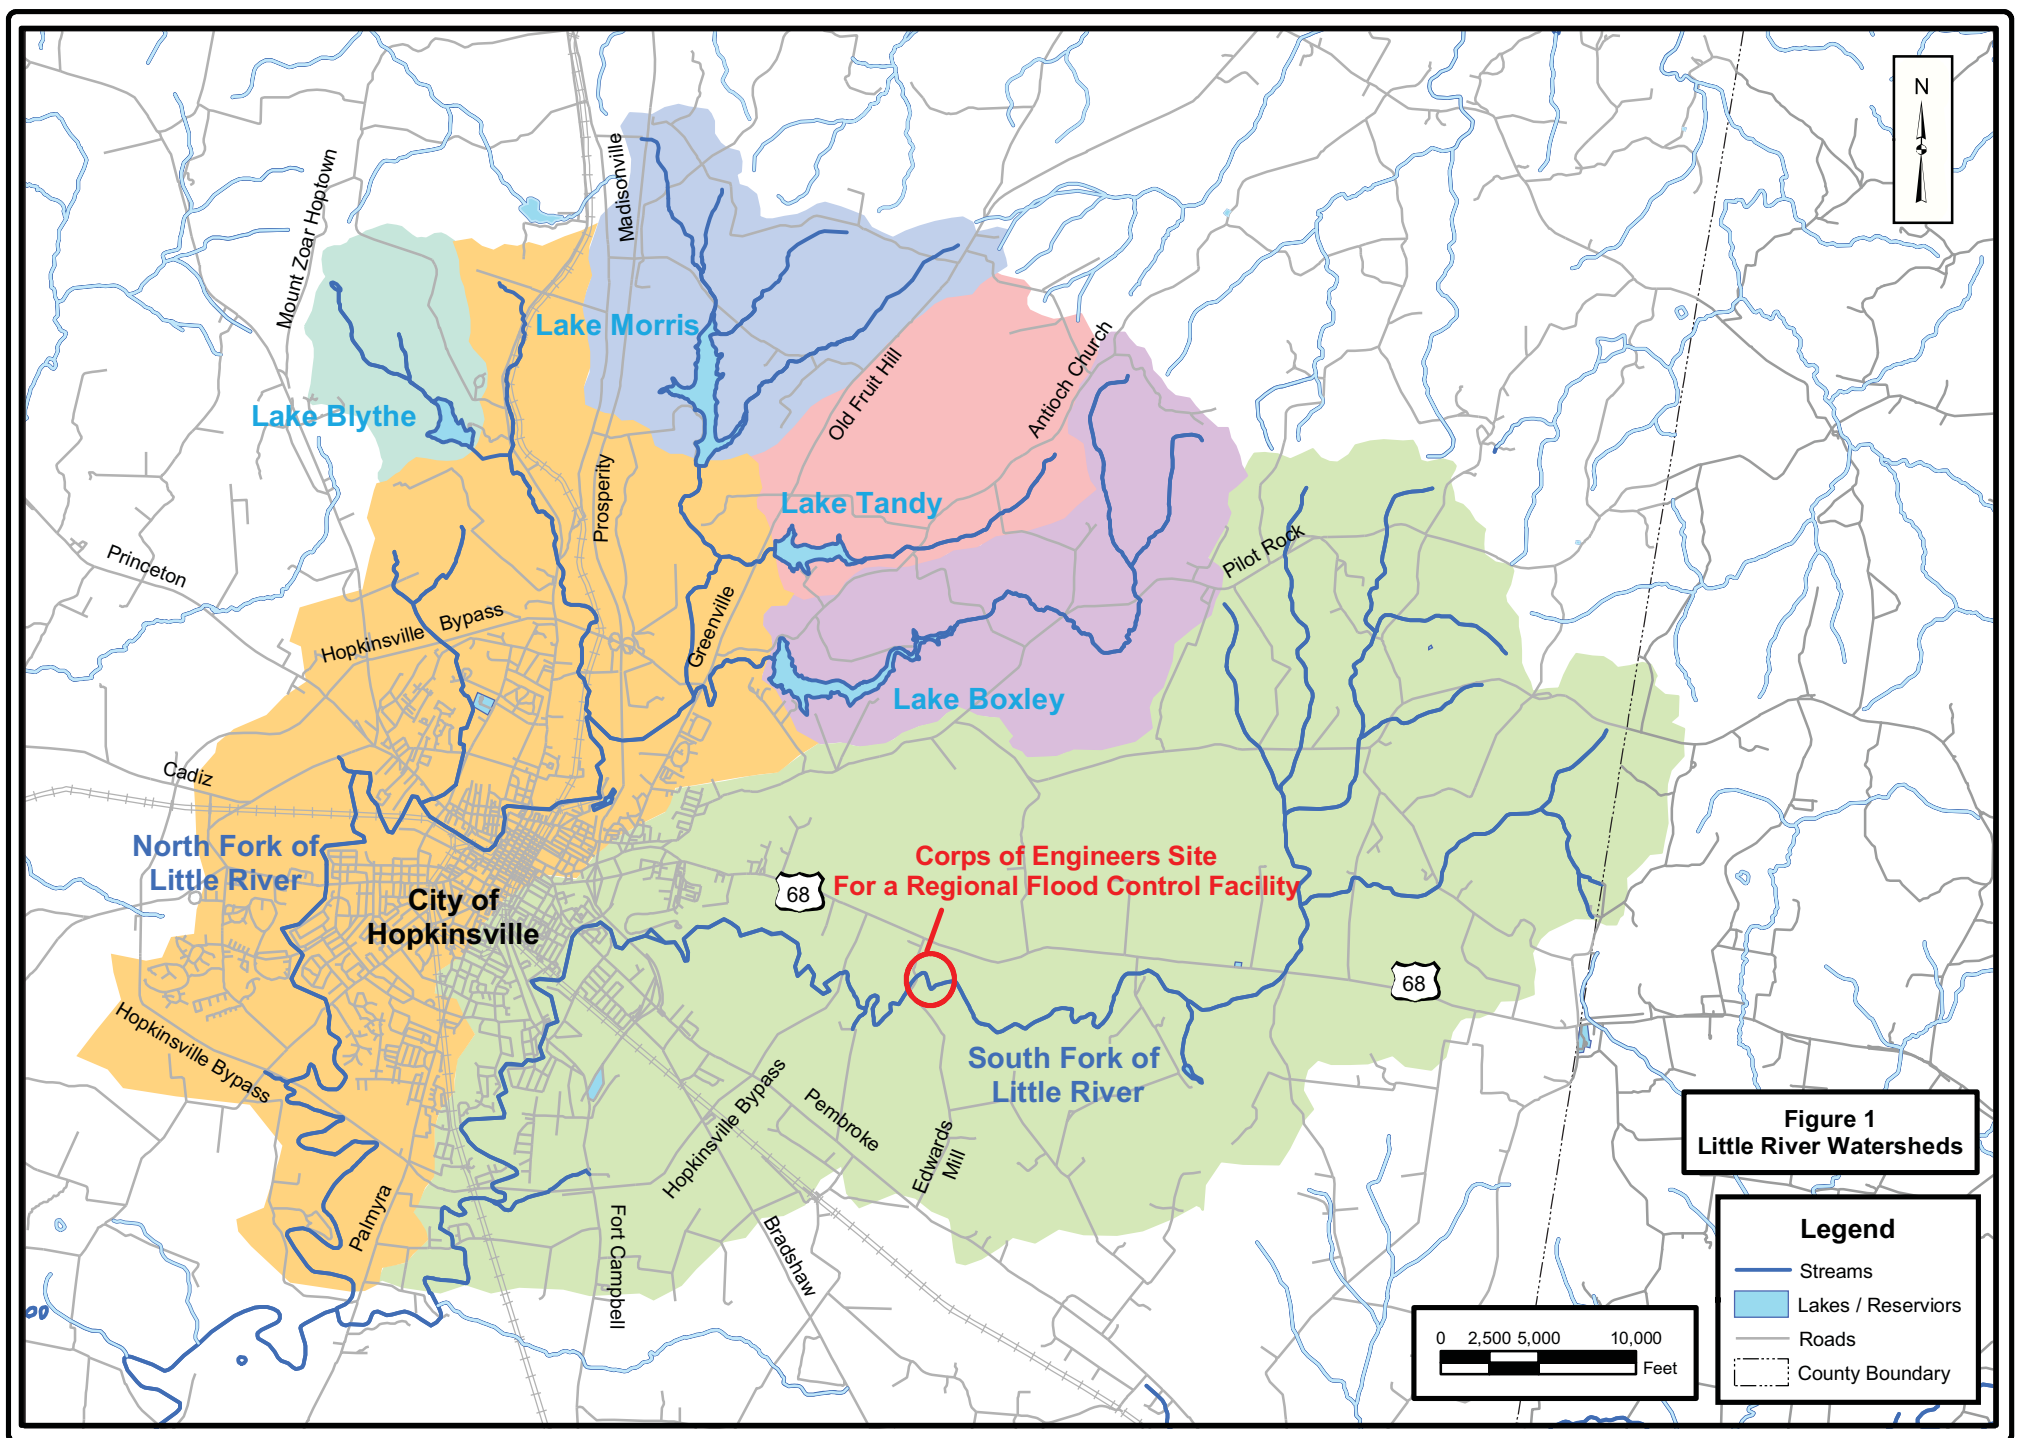 N
Madisonville
Mount Zoar Hoptown
Lake Morris
Old Fruit Hill
Antioch Church
Lake Blythe
Prosperity
Lake Tandy
Princeton
Pilot Rock
Hopkinsville Bypass
Greenville
Lake Boxley
Cadiz
North Fork of
Little River
Corps of Engineers Site
For a Regional Flood Control Facility
68
City of
Hopkinsville
68
Hopkinsville Bypass
South Fork of
Little River
Hopkinsville Bypass
Pembroke
Edwards
Mill
Palmyra
Fort Campbell
Bradshaw
Figure 1
Little River Watersheds
Legend
Streams
Lakes / Reserviors
Roads
County Boundary
0 2,500 5,000 10,000
Feet